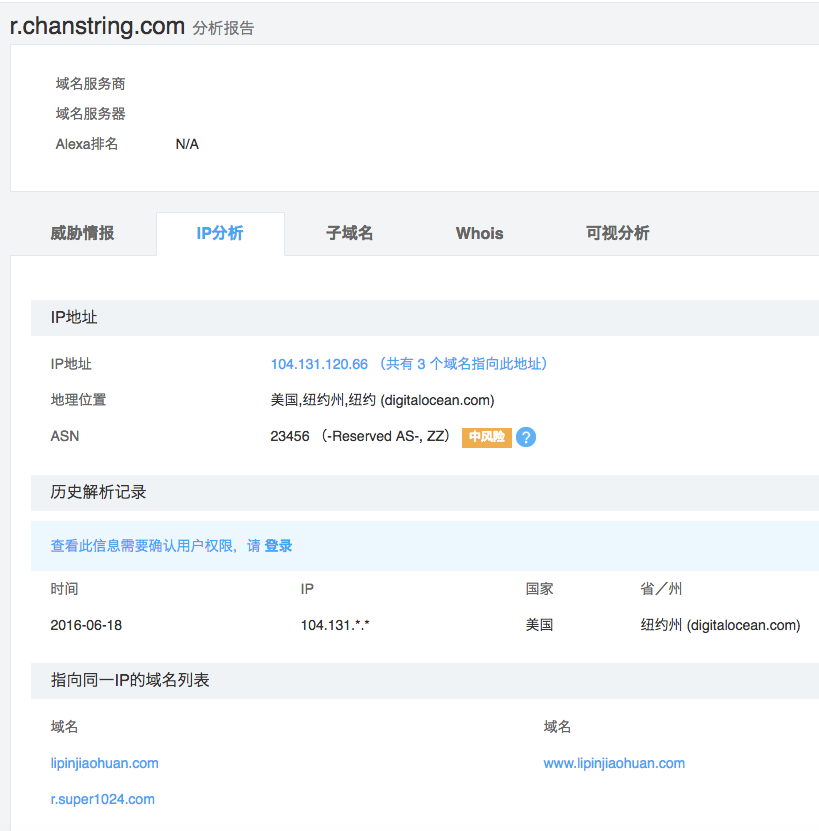 r.chanstring.com 分析报告
域名服务商
域名服务器
Alexa排名 N/A
威胁情报 IP分析 子域名 Whois 可视分析
IP地址
IP地址 104.131.120.66 （共有 3 个域名指向此地址）
地理位置 美国,纽约州,纽约 (digitalocean.com)
ASN 23456 （-Reserved AS-, ZZ） 中风险 ?
历史解析记录
查看此信息需要确认用户权限，请 登录
时间 IP 国家 省／州
2016-06-18 104.131.*.* 美国 纽约州 (digitalocean.com)
指向同一IP的域名列表
域名 域名
lipinjiaohuan.com www.lipinjiaohuan.com
r.super1024.com